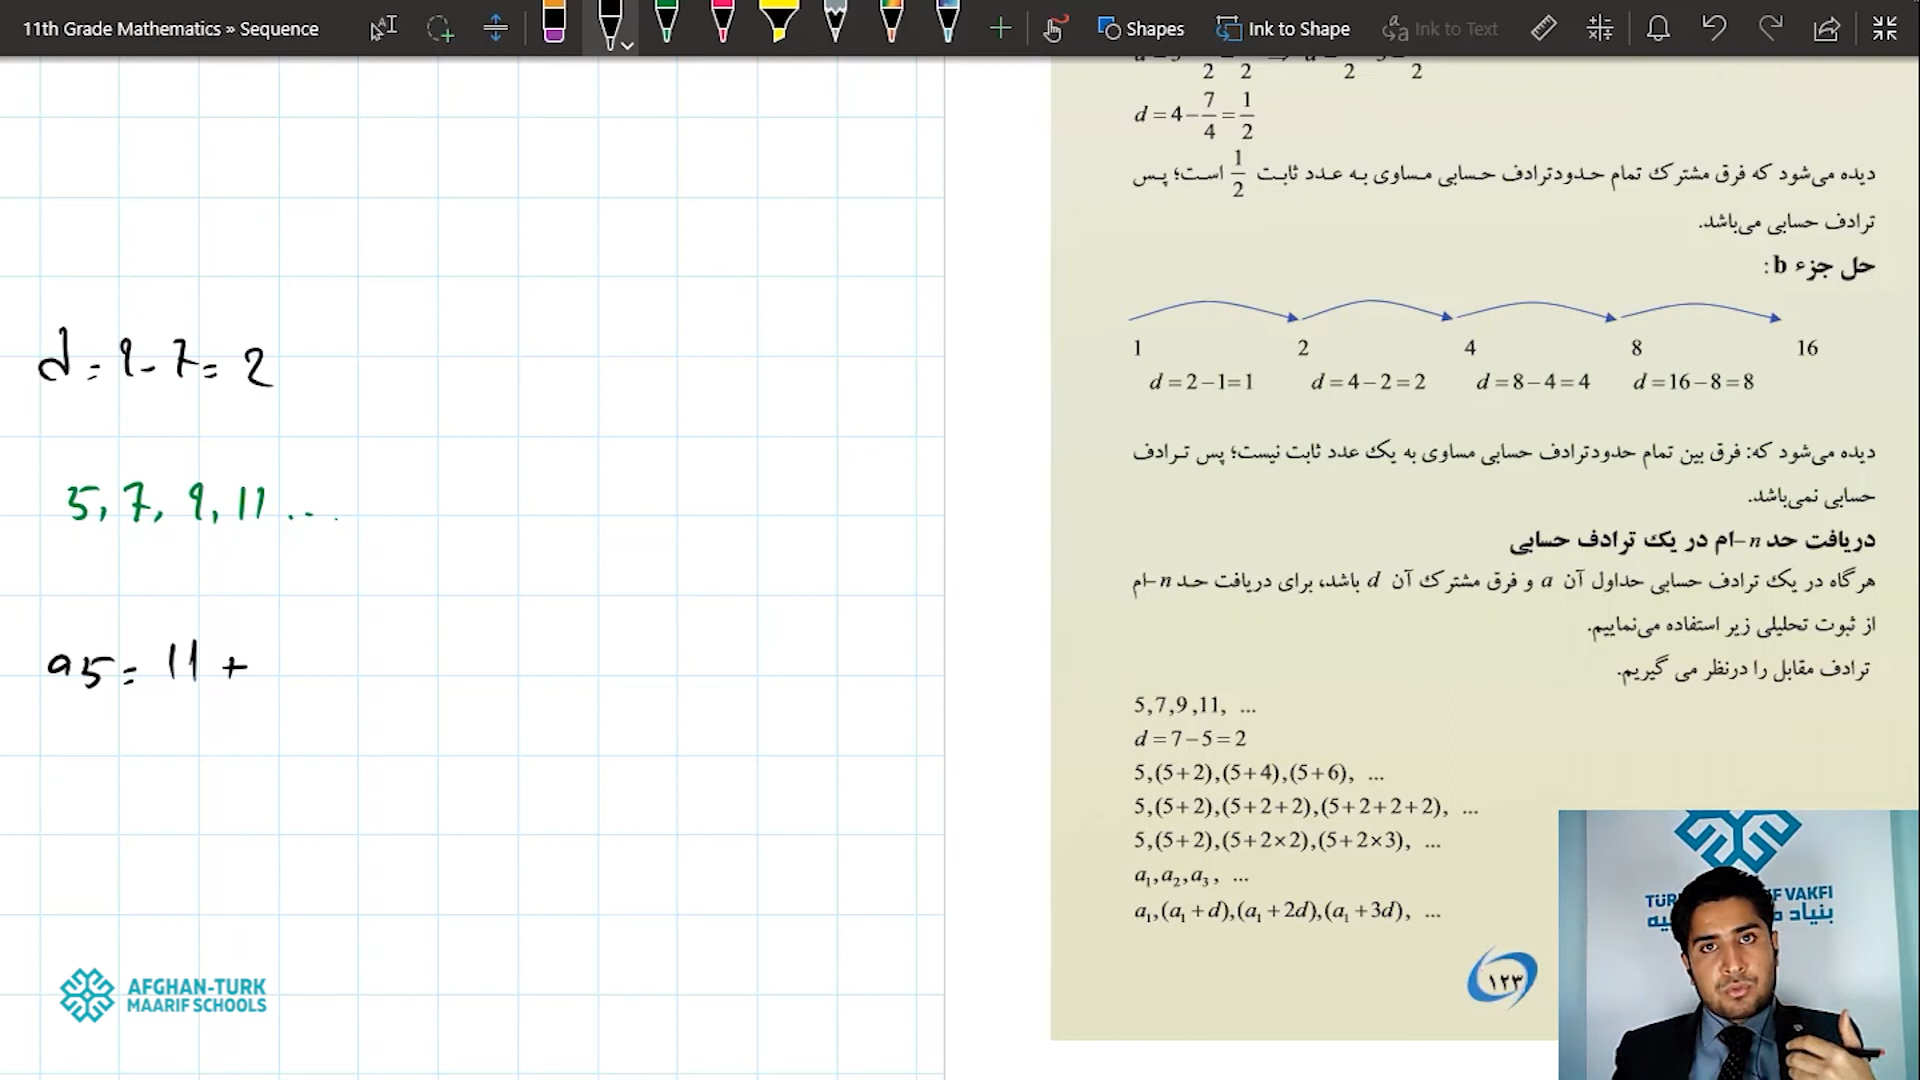 11th Grade Mathematics » Sequence
Shapes
Ink to Shape
Ink to Text
d = 9 - 7 = 2
5, 7, 9, 11 ...
a5 = 11 +
AFGHAN-TURK
MAARIF SCHOOLS
d = 4 − 7/4 = 1/2
دیده می‌شود که فرق مشترک تمام حدودترادف حسابی مساوی به عدد ثابت 1/2 است؛ پس
ترادف حسابی می‌باشد.
حل جزء b:
1 2 4 8 16
d = 2 − 1 = 1 d = 4 − 2 = 2 d = 8 − 4 = 4 d = 16 − 8 = 8
دیده می‌شود که: فرق بین تمام حدودترادف حسابی مساوی به یک عدد ثابت نیست؛ پس ترادف
حسابی نمی‌باشد.
دریافت حد n-ام در یک ترادف حسابی
هرگاه در یک ترادف حسابی حداول آن a و فرق مشترک آن d باشد، برای دریافت حد n-ام
از ثبوت تحلیلی زیر استفاده می‌نماییم.
ترادف مقابل را درنظر می گیریم.
5,7,9,11, ...
d = 7 − 5 = 2
5,(5+2),(5+4),(5+6), ...
5,(5+2),(5+2+2),(5+2+2+2), ...
5,(5+2),(5+2×2),(5+2×3), ...
a₁,a₂,a₃, ...
a₁,(a₁+d),(a₁+2d),(a₁+3d), ...
۱۲۳
VAKFI
بنیاد